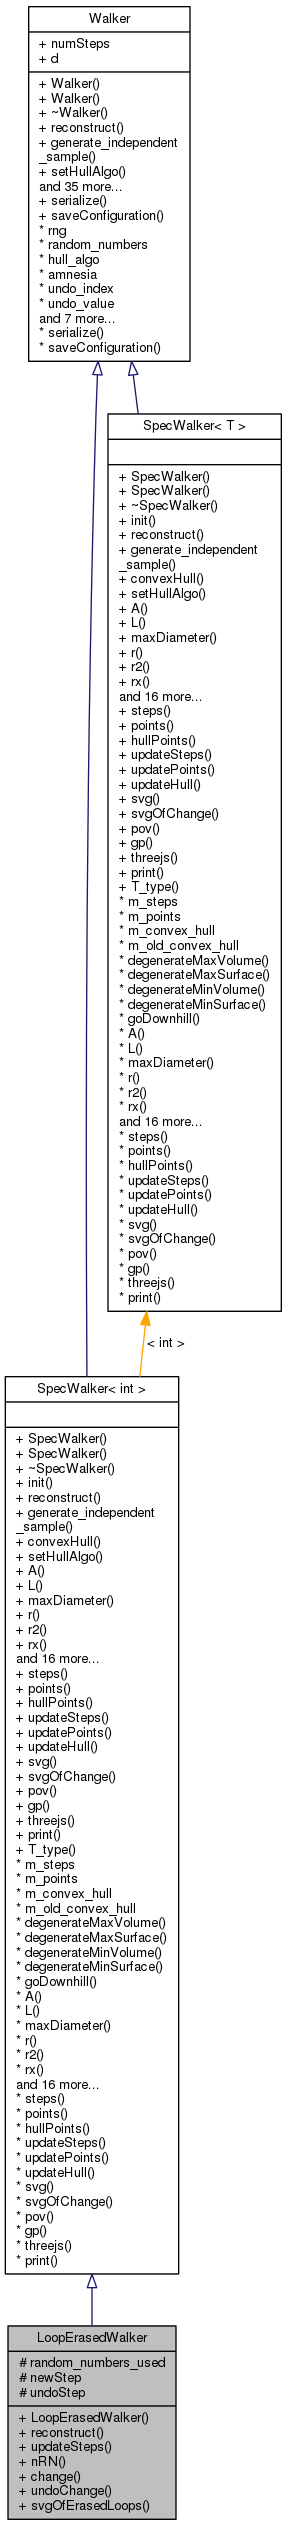 Walker
+ numSteps
+ d
+ Walker()
+ Walker()
+ ~Walker()
+ reconstruct()
+ generate_independent
_sample()
+ setHullAlgo()
and 35 more...
+ serialize()
+ saveConfiguration()
* rng
* random_numbers
* hull_algo
* amnesia
* undo_index
* undo_value
and 7 more...
* serialize()
* saveConfiguration()
SpecWalker< T >
+ SpecWalker()
+ SpecWalker()
+ ~SpecWalker()
+ init()
+ reconstruct()
+ generate_independent
_sample()
+ convexHull()
+ setHullAlgo()
+ A()
+ L()
+ maxDiameter()
+ r()
+ r2()
+ rx()
and 16 more...
+ steps()
+ points()
+ hullPoints()
+ updateSteps()
+ updatePoints()
+ updateHull()
+ svg()
+ svgOfChange()
+ pov()
+ gp()
+ threejs()
+ print()
+ T_type()
* m_steps
* m_points
* m_convex_hull
* m_old_convex_hull
* degenerateMaxVolume()
* degenerateMaxSurface()
* degenerateMinVolume()
* degenerateMinSurface()
* goDownhill()
* A()
* L()
* maxDiameter()
* r()
* r2()
* rx()
and 16 more...
* steps()
* points()
* hullPoints()
* updateSteps()
* updatePoints()
* updateHull()
* svg()
* svgOfChange()
* pov()
* gp()
* threejs()
* print()
< int >
SpecWalker< int >
+ SpecWalker()
+ SpecWalker()
+ ~SpecWalker()
+ init()
+ reconstruct()
+ generate_independent
_sample()
+ convexHull()
+ setHullAlgo()
+ A()
+ L()
+ maxDiameter()
+ r()
+ r2()
+ rx()
and 16 more...
+ steps()
+ points()
+ hullPoints()
+ updateSteps()
+ updatePoints()
+ updateHull()
+ svg()
+ svgOfChange()
+ pov()
+ gp()
+ threejs()
+ print()
+ T_type()
* m_steps
* m_points
* m_convex_hull
* m_old_convex_hull
* degenerateMaxVolume()
* degenerateMaxSurface()
* degenerateMinVolume()
* degenerateMinSurface()
* goDownhill()
* A()
* L()
* maxDiameter()
* r()
* r2()
* rx()
and 16 more...
* steps()
* points()
* hullPoints()
* updateSteps()
* updatePoints()
* updateHull()
* svg()
* svgOfChange()
* pov()
* gp()
* threejs()
* print()
LoopErasedWalker
# random_numbers_used
# newStep
# undoStep
+ LoopErasedWalker()
+ reconstruct()
+ updateSteps()
+ nRN()
+ change()
+ undoChange()
+ svgOfErasedLoops()